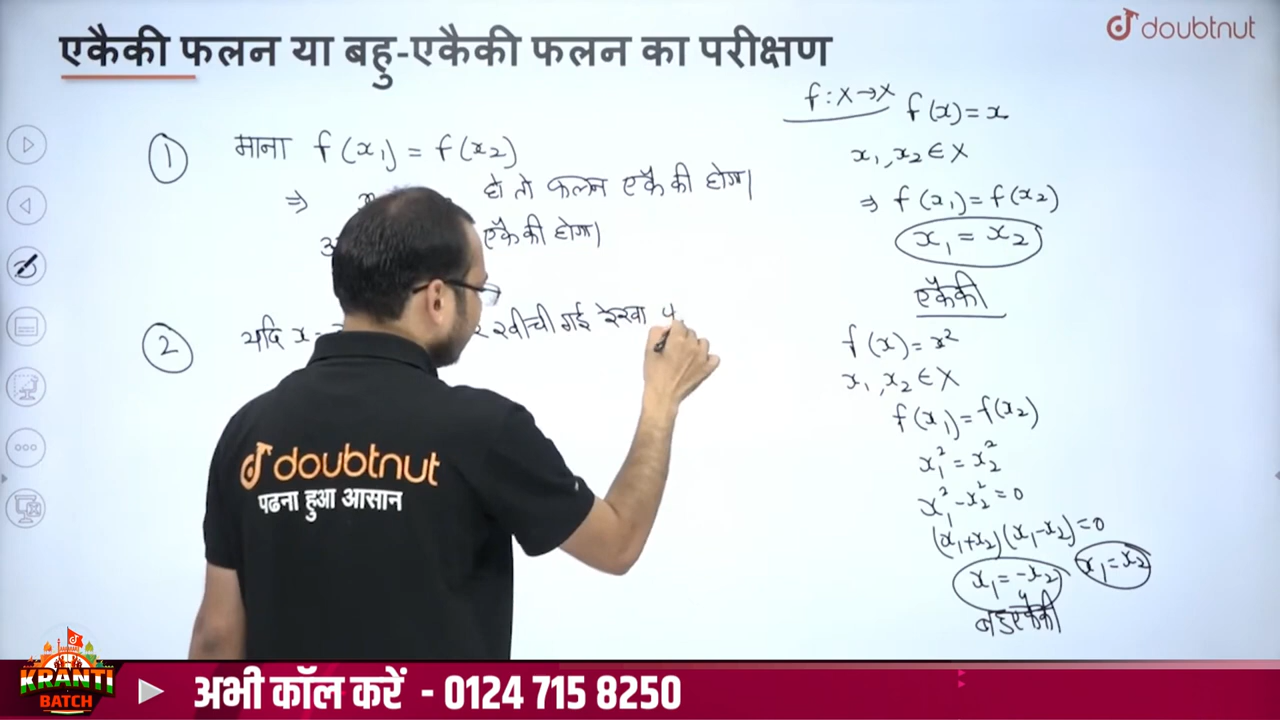 एकैकी फलन या बहु-एकैकी फलन का परीक्षण
doubtnut
① माना f(x₁) = f(x₂)
⇒ हो तो फलन एकैकी होगा।
एकैकी होगा।
② यदि x- खींची गई रेखा
f : X → X f(x) = x
x₁, x₂ ∈ X
⇒ f(x₁) = f(x₂)
x₁ = x₂
एकैकी
f(x) = x²
x₁, x₂ ∈ X
f(x₁) = f(x₂)
x₁² = x₂²
x₁² - x₂² = 0
(x₁+x₂)(x₁-x₂) = 0
x₁ = -x₂ x₁ = x₂
बहुएकैकी
doubtnut
पढना हुआ आसान
KRANTI
BATCH
अभी कॉल करें - 0124 715 8250